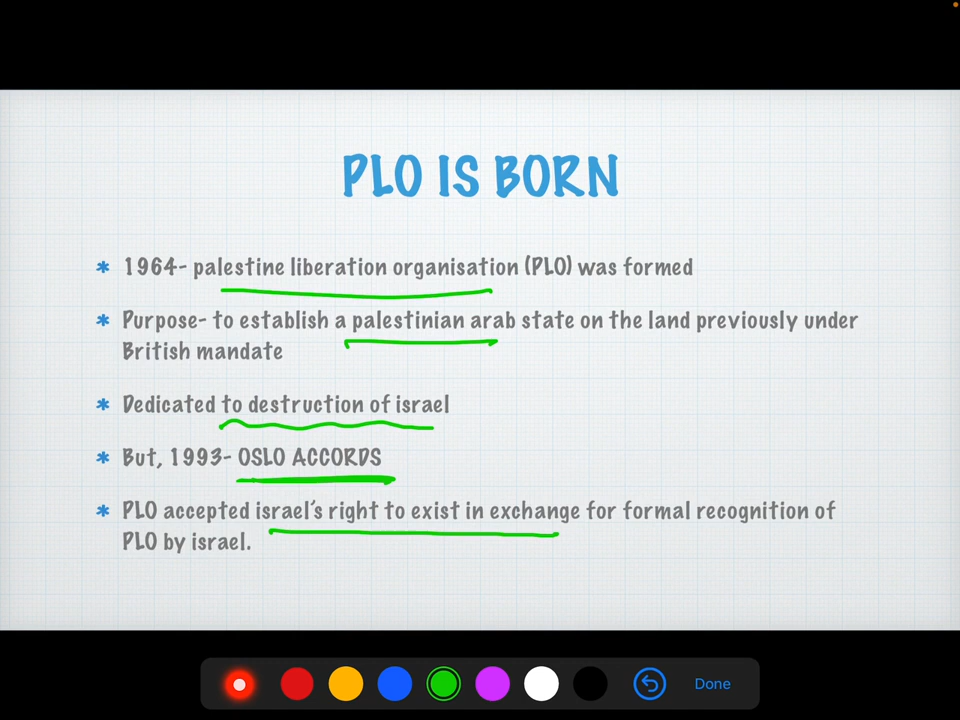 PLO IS BORN
* 1964- palestine liberation organisation (PLO) was formed
* Purpose- to establish a palestinian arab state on the land previously under
British mandate
* Dedicated to destruction of israel
* But, 1993- OSLO ACCORDS
* PLO accepted israel's right to exist in exchange for formal recognition of
PLO by israel.
Done